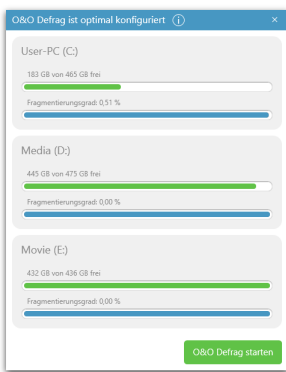 O&O Defrag ist optimal konfiguriert
User-PC (C:)
183 GB von 465 GB frei
Fragmentierungsgrad: 0,51 %
Media (D:)
445 GB von 475 GB frei
Fragmentierungsgrad: 0,00 %
Movie (E:)
432 GB von 436 GB frei
Fragmentierungsgrad: 0,00 %
O&O Defrag starten